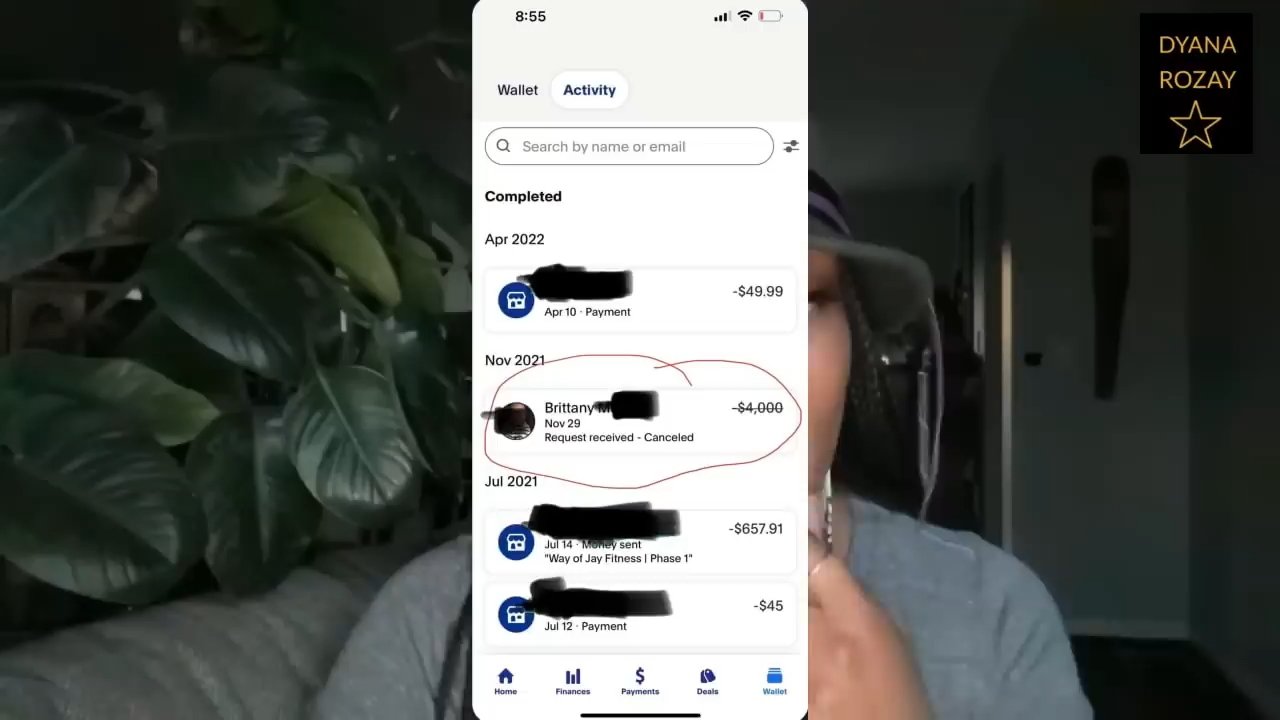 8:55
DYANA
ROZAY
Wallet Activity
Search by name or email
Completed
Apr 2022
-$49.99
Apr 10 · Payment
Nov 2021
Brittany M
-$4,000
Nov 29
Request received - Canceled
Jul 2021
-$657.91
Jul 14 · Money sent
"Way of Jay Fitness | Phase 1"
-$45
Jul 12 · Payment
Home Finances Payments Deals Wallet